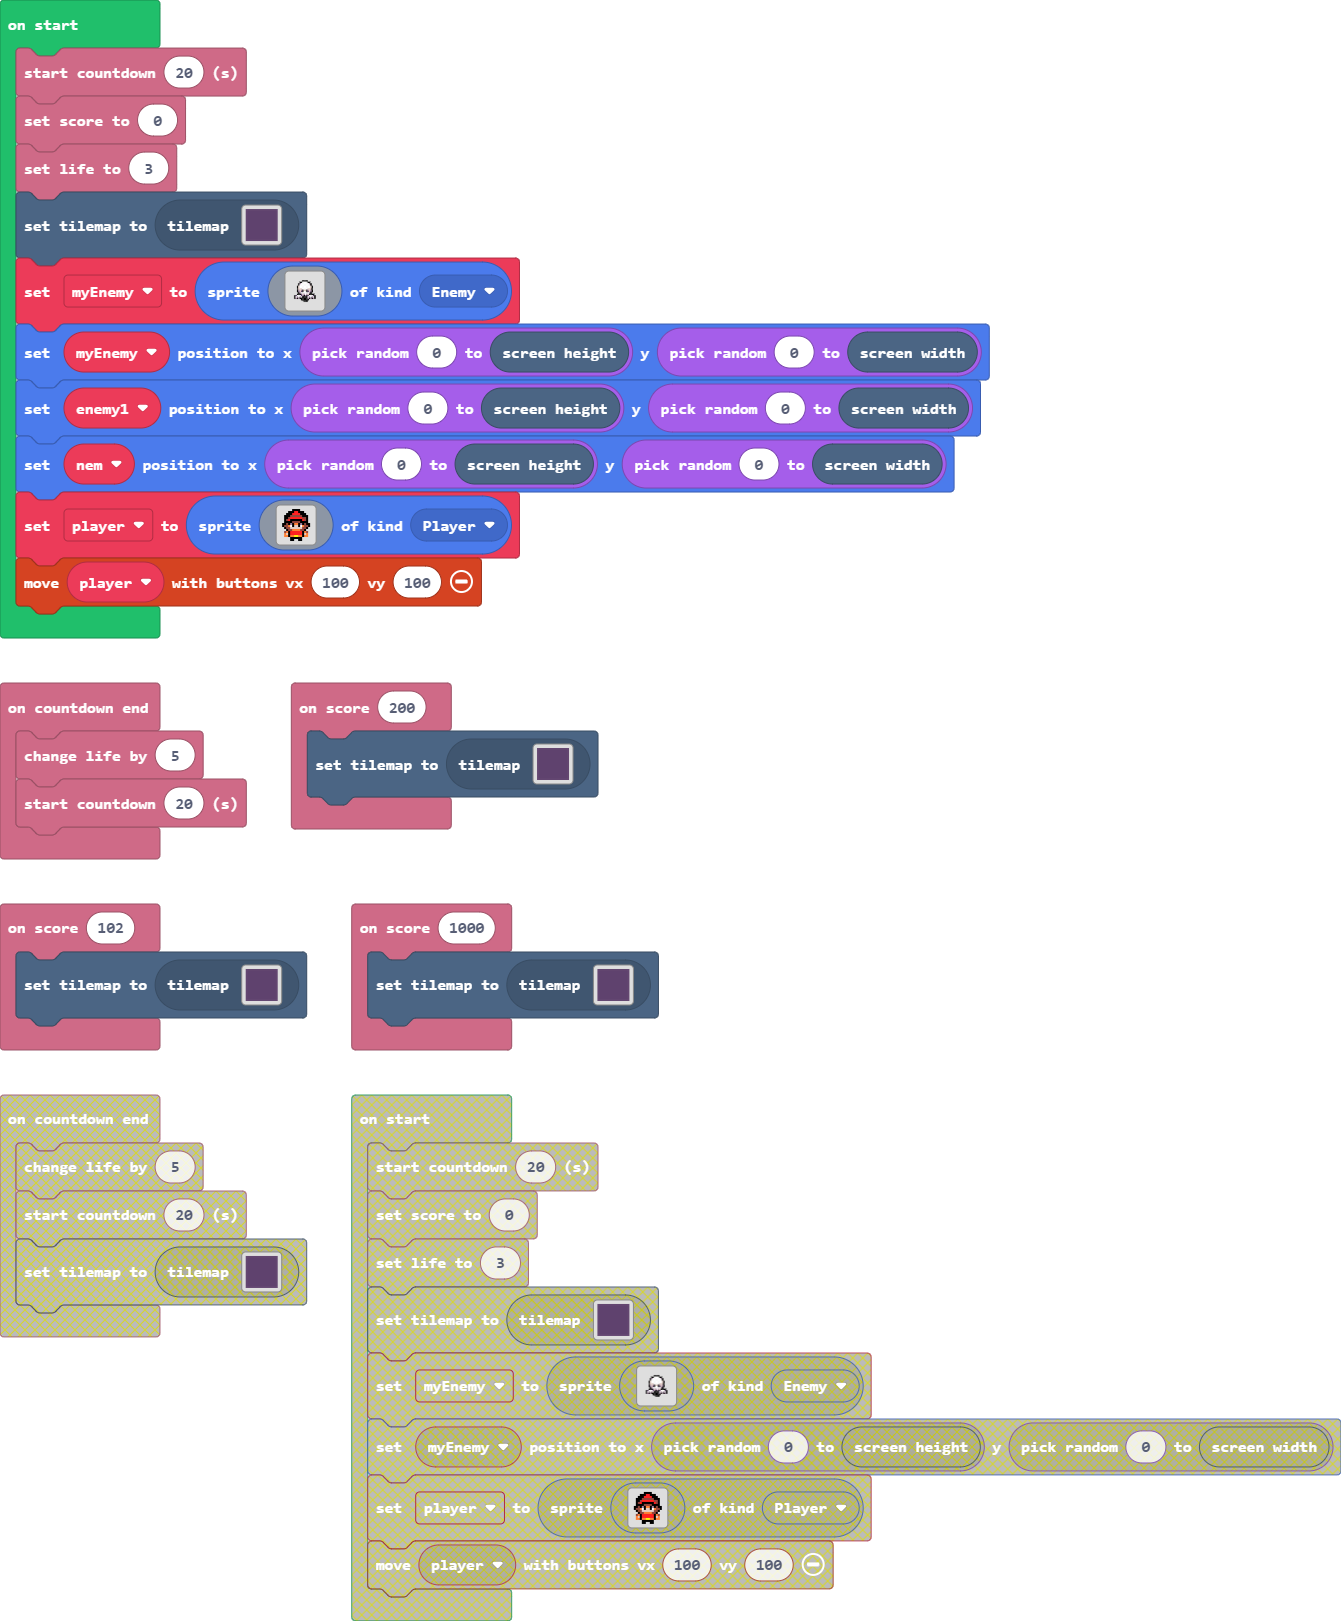 on start
start countdown 20 (s)
set score to 0
set life to 3
set tilemap to tilemap
set myEnemy to sprite of kind Enemy
set myEnemy position to x pick random 0 to screen height y pick random 0 to screen width
set enemy1 position to x pick random 0 to screen height y pick random 0 to screen width
set nem position to x pick random 0 to screen height y pick random 0 to screen width
set player to sprite of kind Player
move player with buttons vx 100 vy 100
on countdown end
change life by 5
start countdown 20 (s)
on score 200
set tilemap to tilemap
on score 102
set tilemap to tilemap
on score 1000
set tilemap to tilemap
on countdown end
change life by 5
start countdown 20 (s)
set tilemap to tilemap
on start
start countdown 20 (s)
set score to 0
set life to 3
set tilemap to tilemap
set myEnemy to sprite of kind Enemy
set myEnemy position to x pick random 0 to screen height y pick random 0 to screen width
set player to sprite of kind Player
move player with buttons vx 100 vy 100